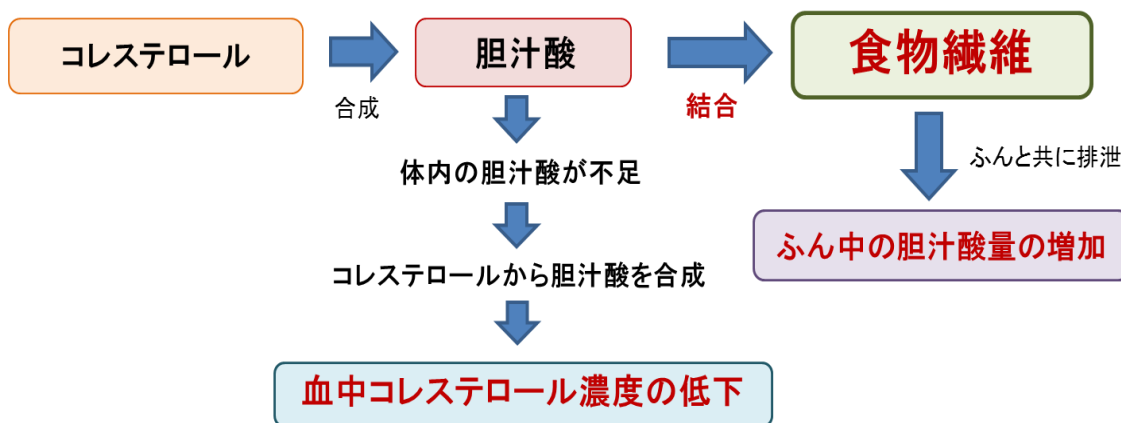 コレステロール
合成
胆汁酸
結合
食物繊維
ふんと共に排泄
体内の胆汁酸が不足
ふん中の胆汁酸量の増加
コレステロールから胆汁酸を合成
血中コレステロール濃度の低下